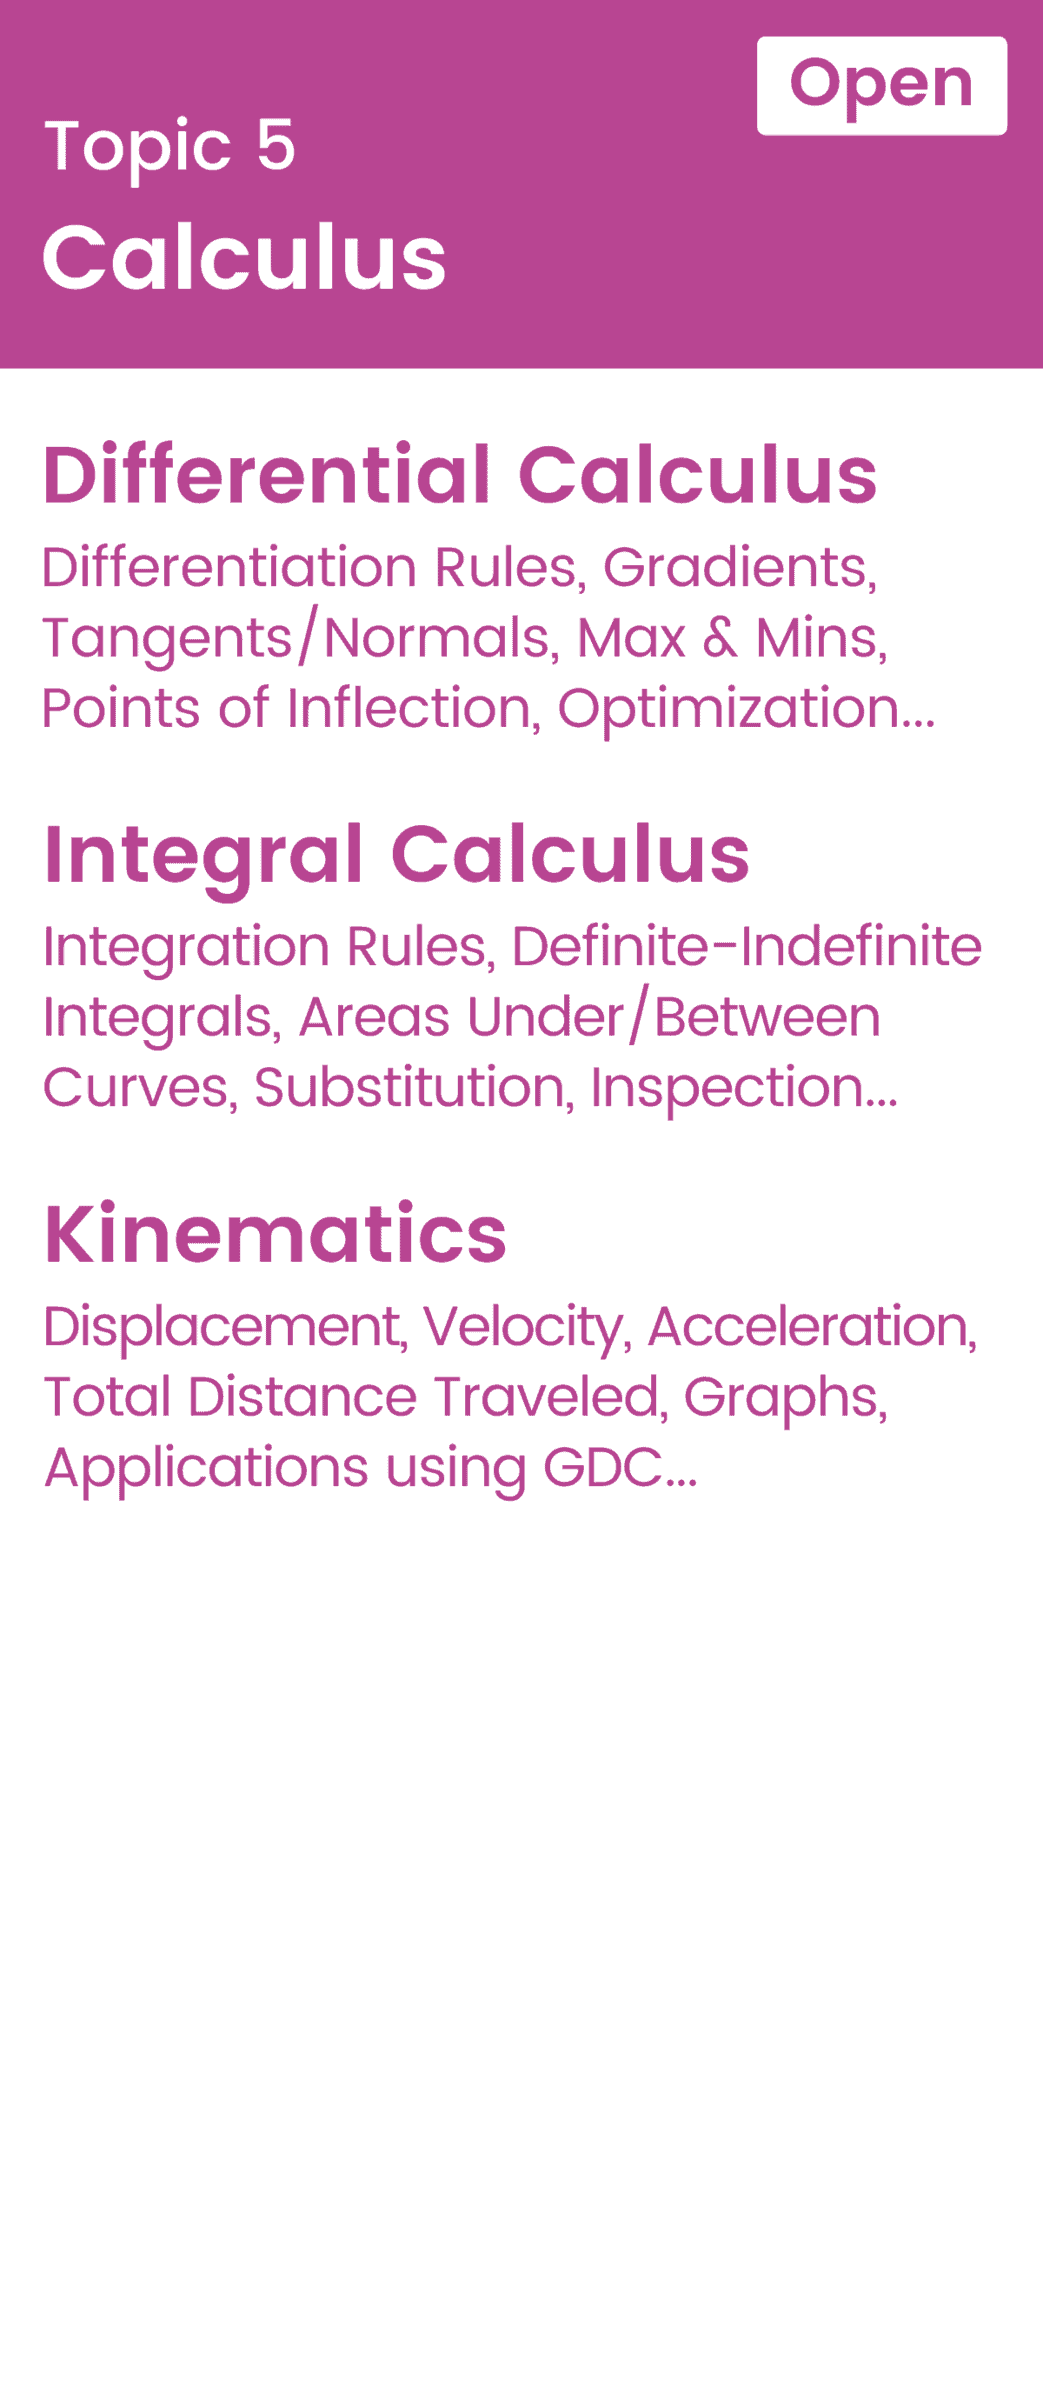 Open
Topic 5
Calculus
Differential Calculus
Differentiation Rules, Gradients,
Tangents/Normals, Max & Mins,
Points of Inflection, Optimization...
Integral Calculus
Integration Rules, Definite-Indefinite
Integrals, Areas Under/Between
Curves, Substitution, Inspection...
Kinematics
Displacement, Velocity, Acceleration,
Total Distance Traveled, Graphs,
Applications using GDC...